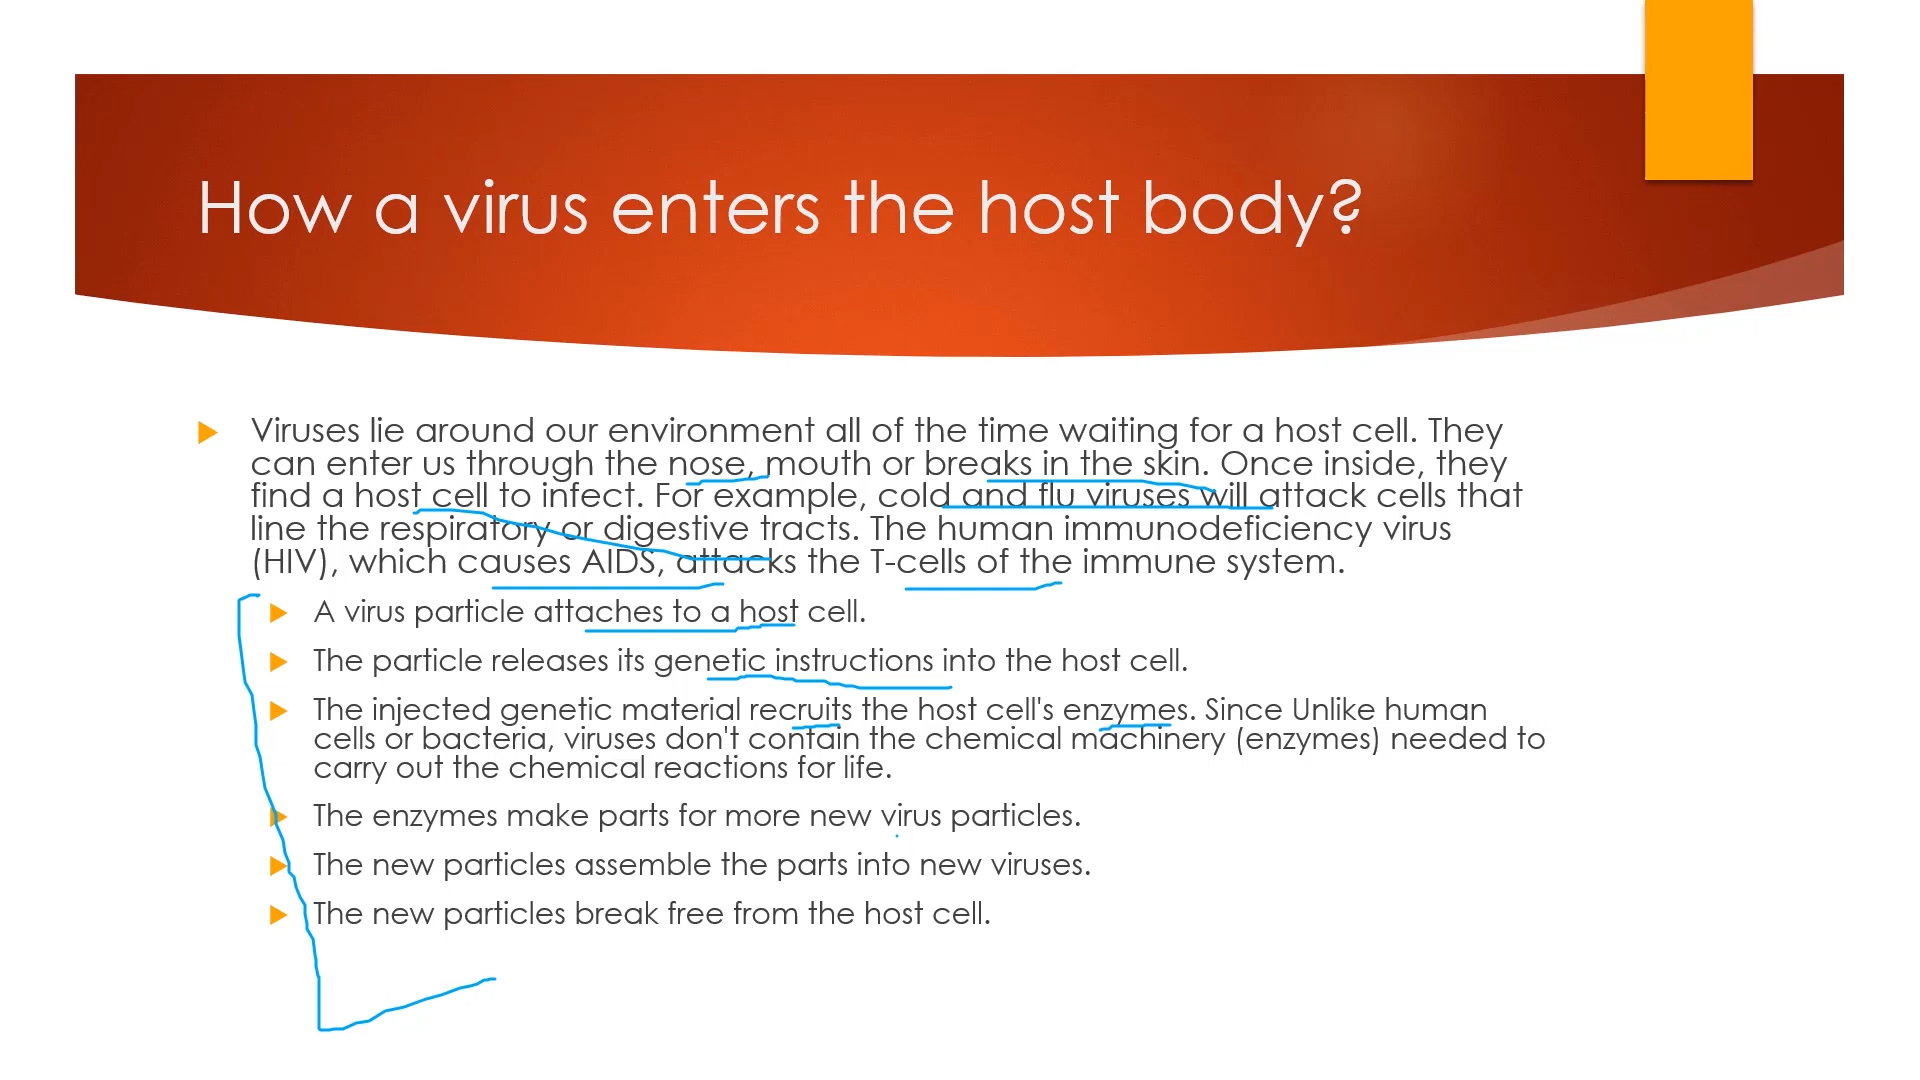 How a virus enters the host body?
Viruses lie around our environment all of the time waiting for a host cell. They
can enter us through the nose, mouth or breaks in the skin. Once inside, they
find a host cell to infect. For example, cold and flu viruses will attack cells that
line the respiratory or digestive tracts. The human immunodeficiency virus
(HIV), which causes AIDS, attacks the T-cells of the immune system.
A virus particle attaches to a host cell.
The particle releases its genetic instructions into the host cell.
The injected genetic material recruits the host cell's enzymes. Since Unlike human
cells or bacteria, viruses don't contain the chemical machinery (enzymes) needed to
carry out the chemical reactions for life.
The enzymes make parts for more new virus particles.
The new particles assemble the parts into new viruses.
The new particles break free from the host cell.